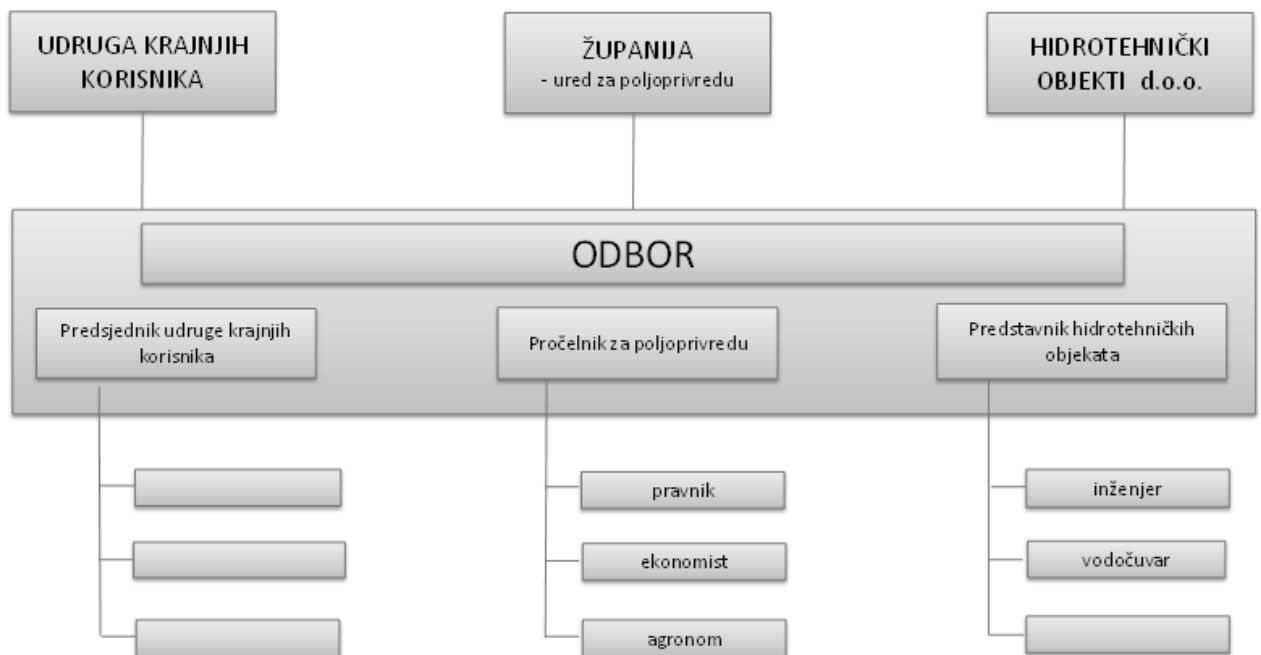 UDRUGA KRAJNJIH
KORISNIKA
ŽUPANIJA
- ured za poljoprivredu
HIDROTEHNIČKI
OBJEKTI d.o.o.
ODBOR
Predsjednik udruge krajnjih
korisnika
Pročelnik za poljoprivredu
Predstavnik hidrotehničkih
objekata
pravnik
ekonomist
agronom
inženjer
vodočuvar